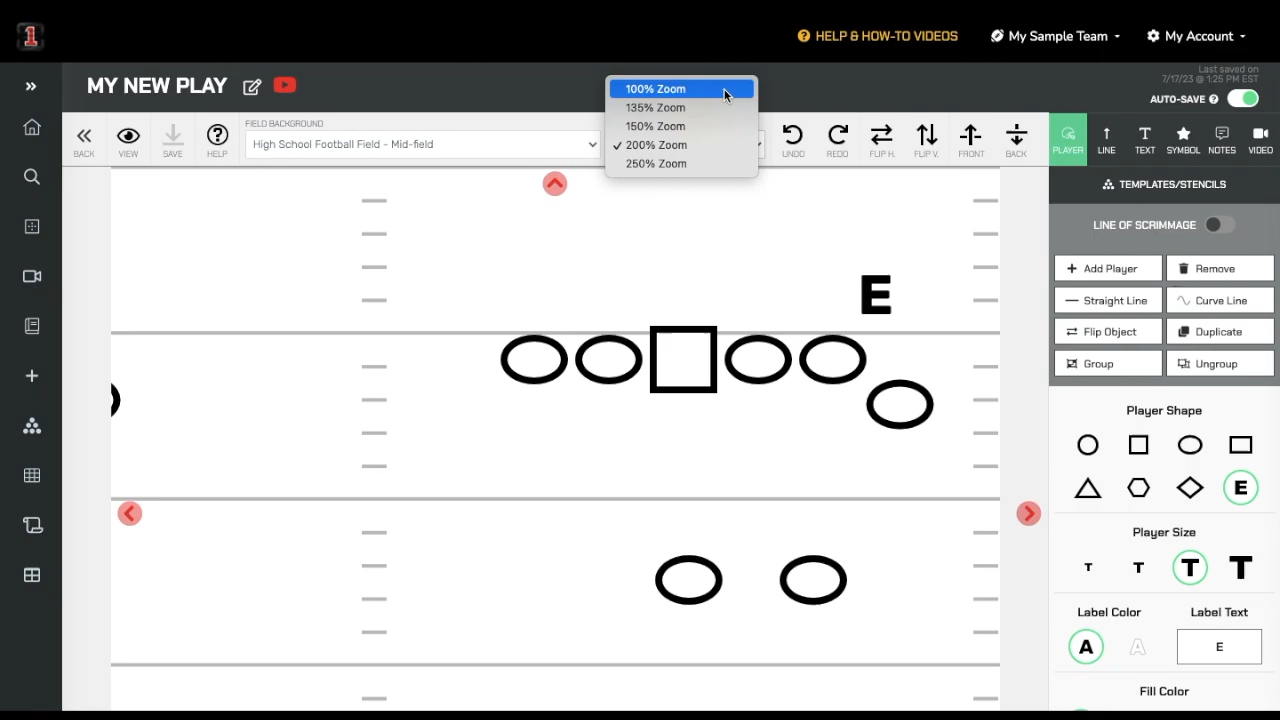 1
HELP & HOW-TO VIDEOS
My Sample Team
My Account
MY NEW PLAY
Last saved on
7/17/23 @ 1:25 PM EST
AUTO-SAVE
100% Zoom
135% Zoom
150% Zoom
200% Zoom
250% Zoom
BACK
VIEW
SAVE
HELP
FIELD BACKGROUND
High School Football Field - Mid-field
UNDO
REDO
FLIP H.
FLIP V.
FRONT
BACK
PLAYER
LINE
TEXT
SYMBOL
NOTES
VIDEO
TEMPLATES/STENCILS
LINE OF SCRIMMAGE
Add Player
Remove
Straight Line
Curve Line
Flip Object
Duplicate
Group
Ungroup
E
Player Shape
E
Player Size
T T T T
Label Color
Label Text
A A
E
Fill Color